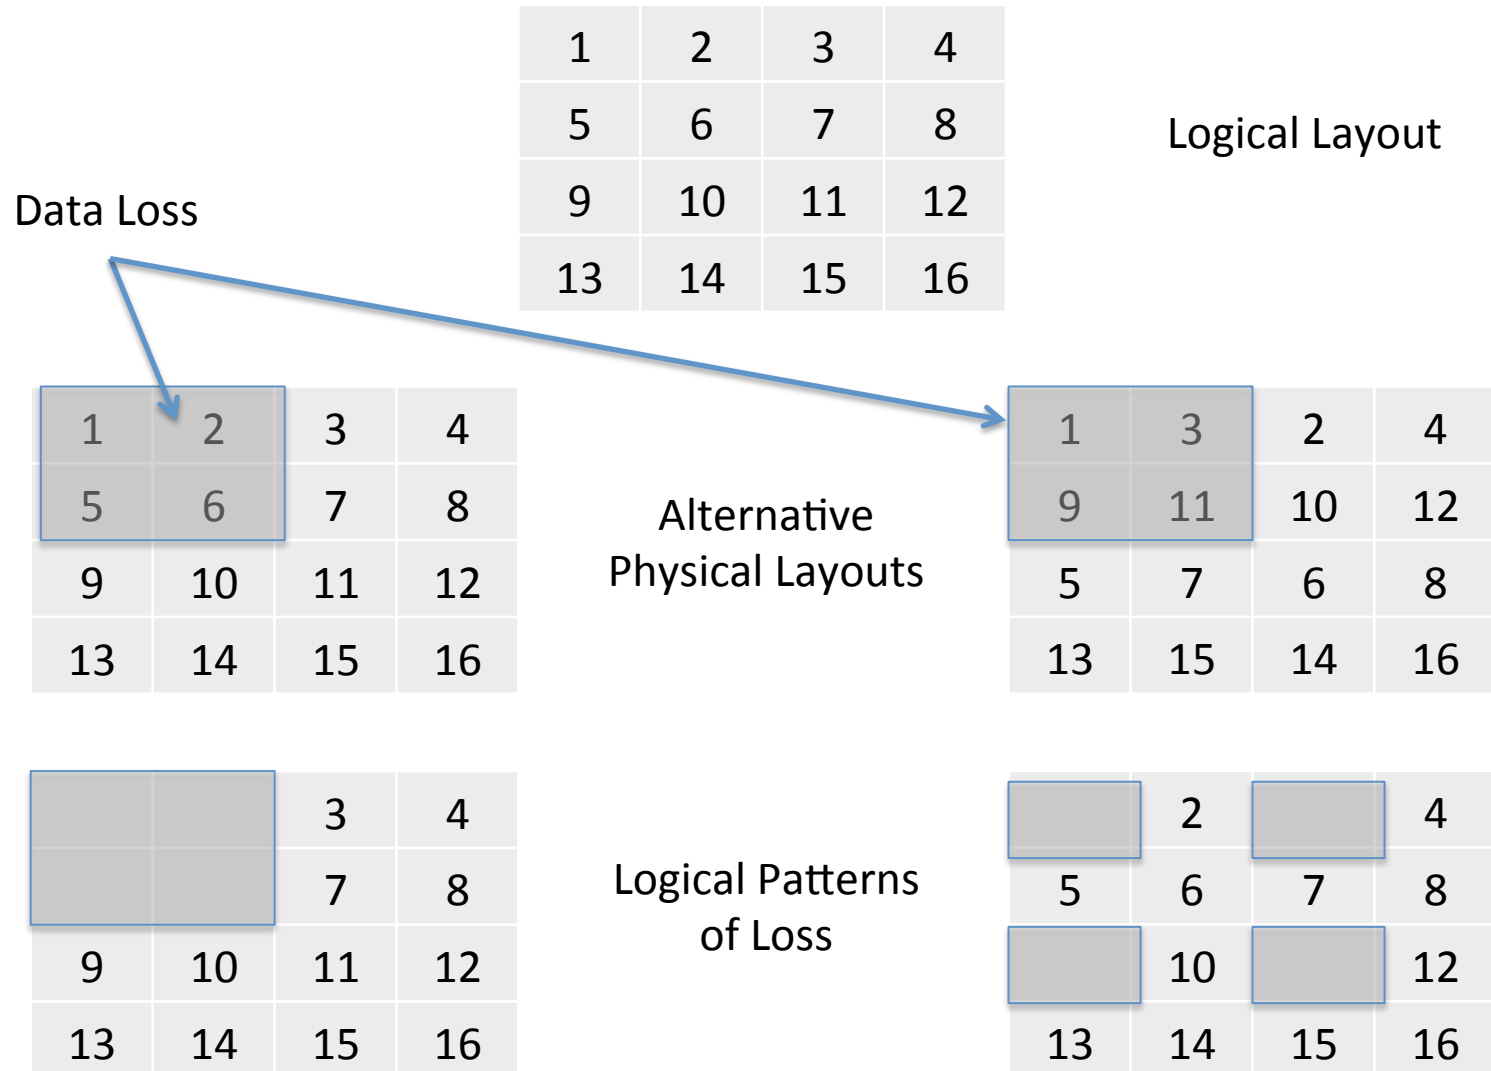 1 2 3 4
5 6 7 8
Logical Layout
9 10 11 12
Data Loss
13 14 15 16
1 2 3 4
5 6 7 8
9 10 11 12
13 14 15 16
Alternative
Physical Layouts
1 3 2 4
9 11 10 12
5 7 6 8
13 15 14 16
3 4
7 8
9 10 11 12
13 14 15 16
Logical Patterns
of Loss
2 4
5 6 7 8
10 12
13 14 15 16